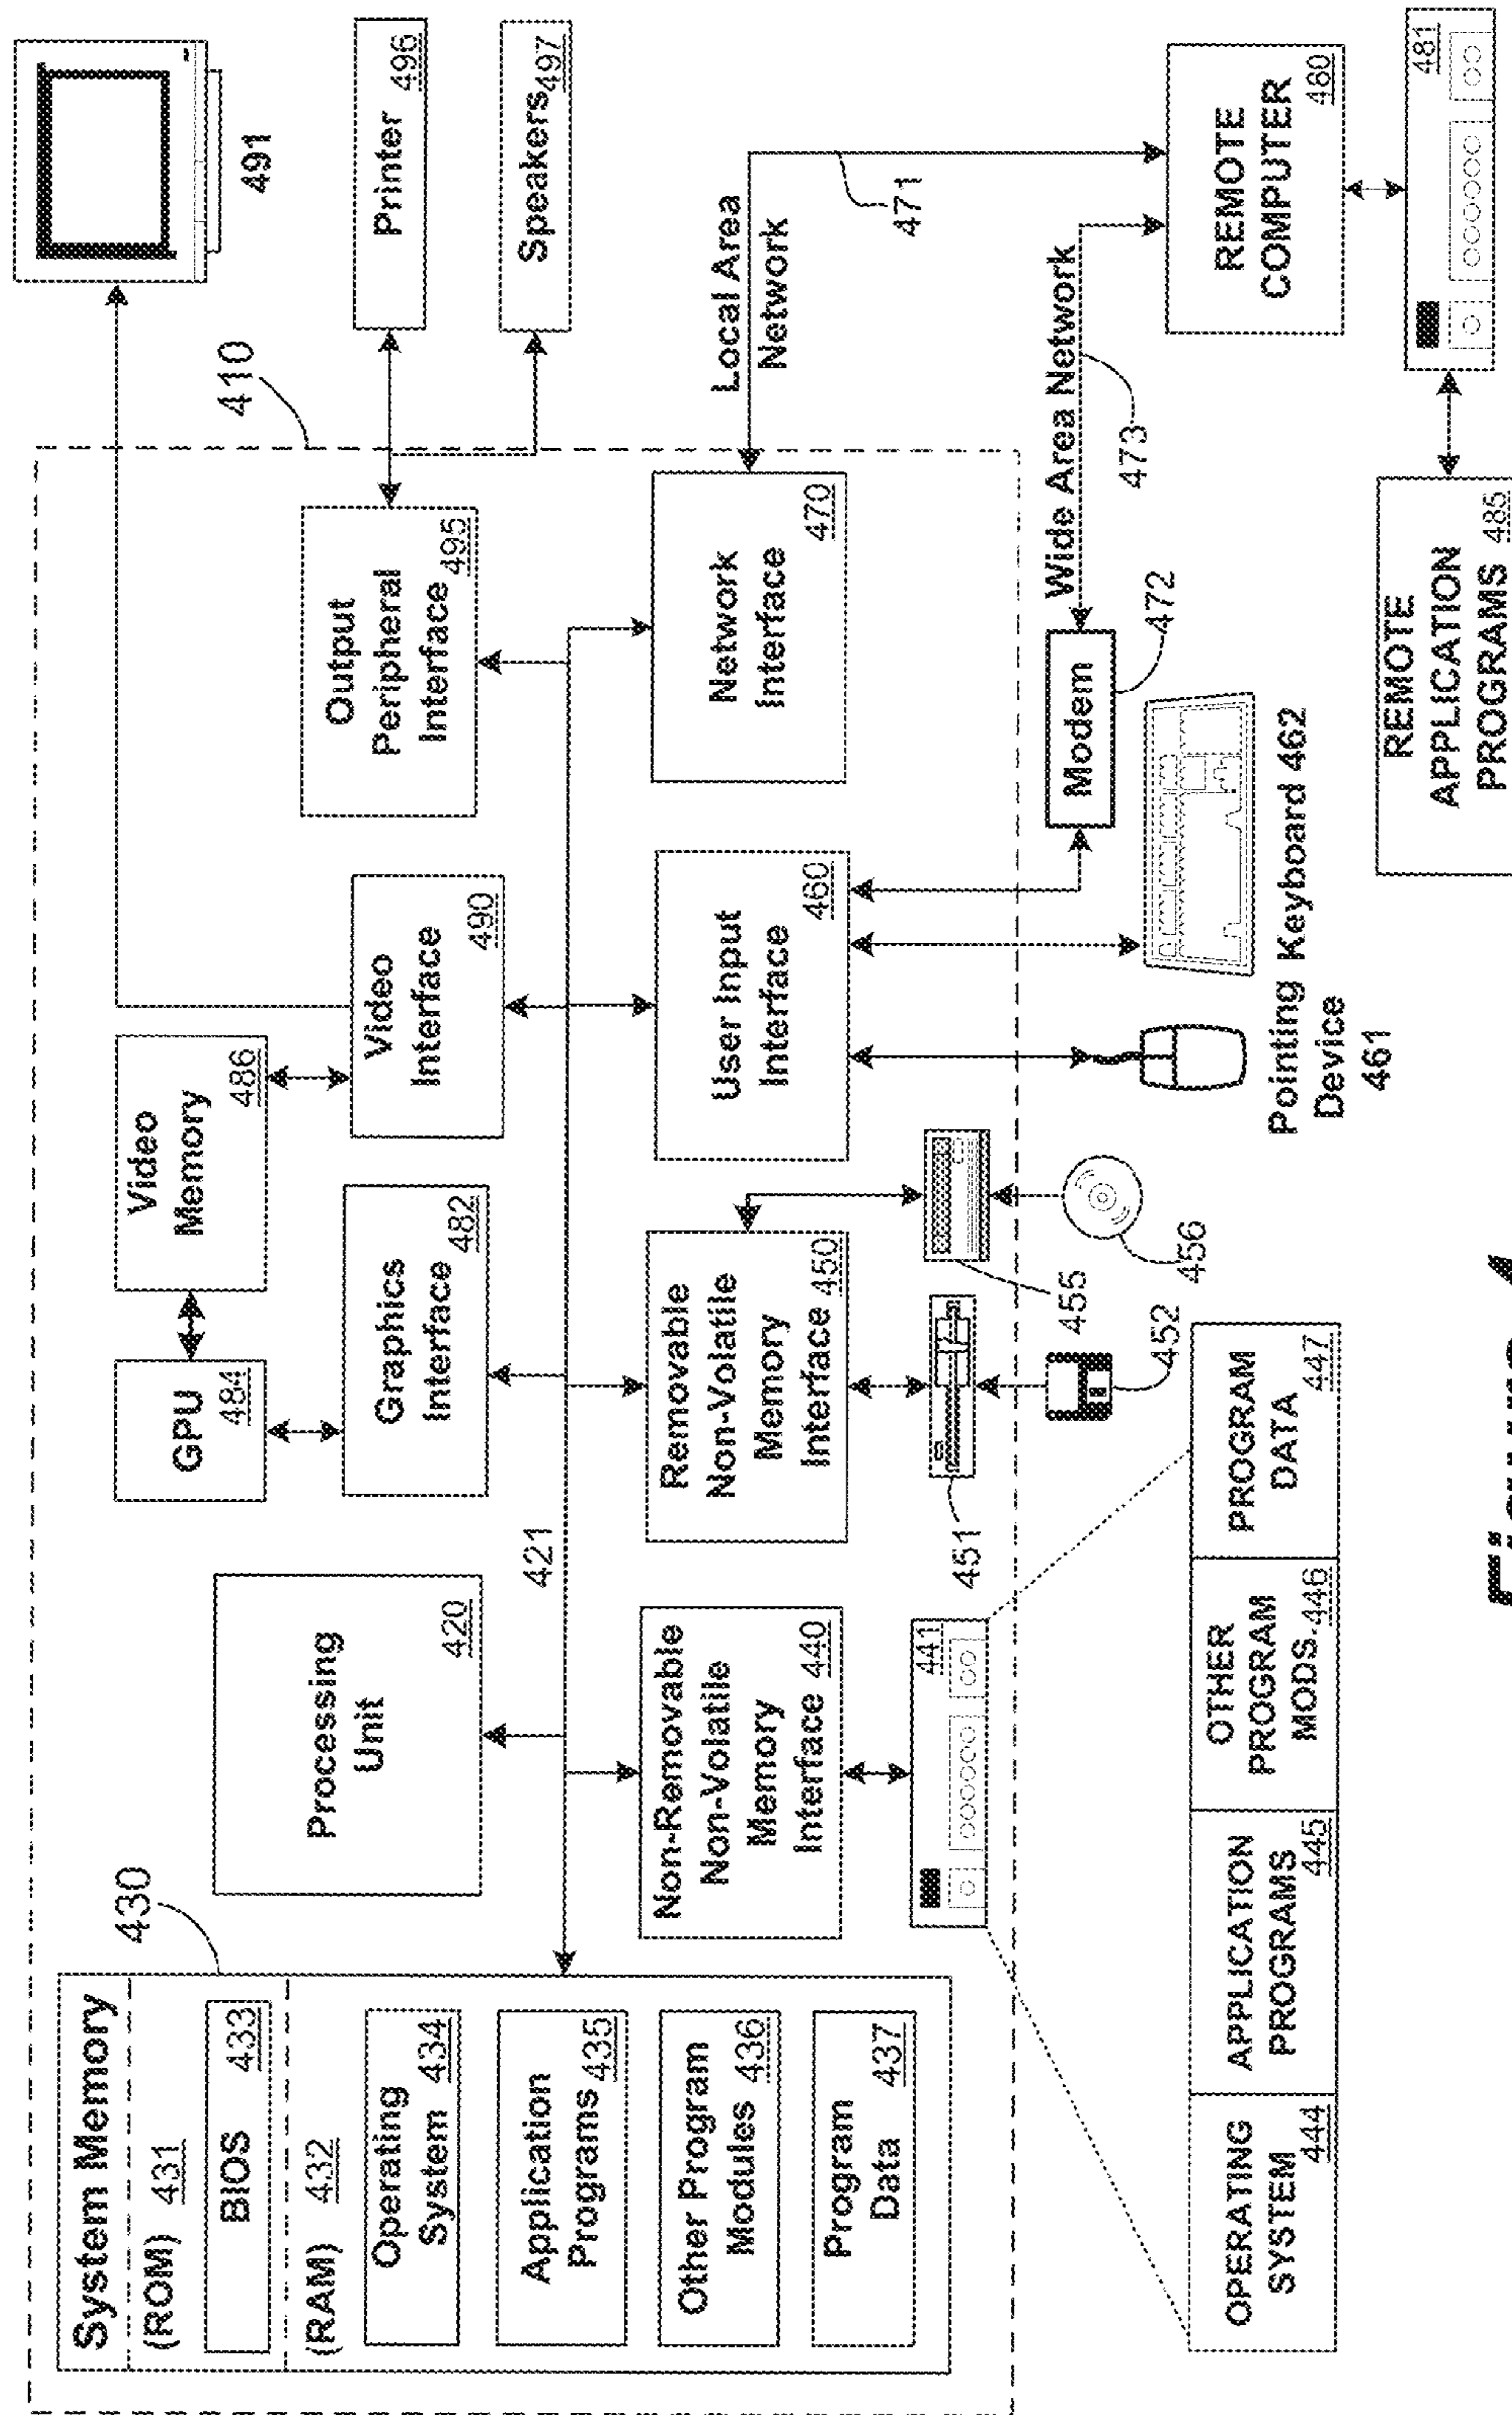 System Memory
(ROM) 431
BIOS 433
(RAM) 432
Operating
System 434
Application
Programs 435
Other Program
Modules 436
Program
Data 437
430
Processing
Unit
420
421
GPU
484
Video
Memory
486
Graphics
Interface
482
Video
Interface
490
Output
Peripheral
Interface
495
410
491
Printer
496
Speakers 497
Non-Removable
Non-Volatile
Memory
Interface 440
Removable
Non-Volatile
Memory
Interface 450
User Input
Interface
460
Network
Interface
470
Local Area
Network
471
441
451
455
452
456
Modem
472
Wide Area Network
473
REMOTE
COMPUTER
480
481
Pointing
Device
461
Keyboard 462
OPERATING
SYSTEM
444
APPLICATION
PROGRAMS
445
OTHER
PROGRAM
MODS. 446
PROGRAM
DATA
447
REMOTE
APPLICATION
PROGRAMS 485